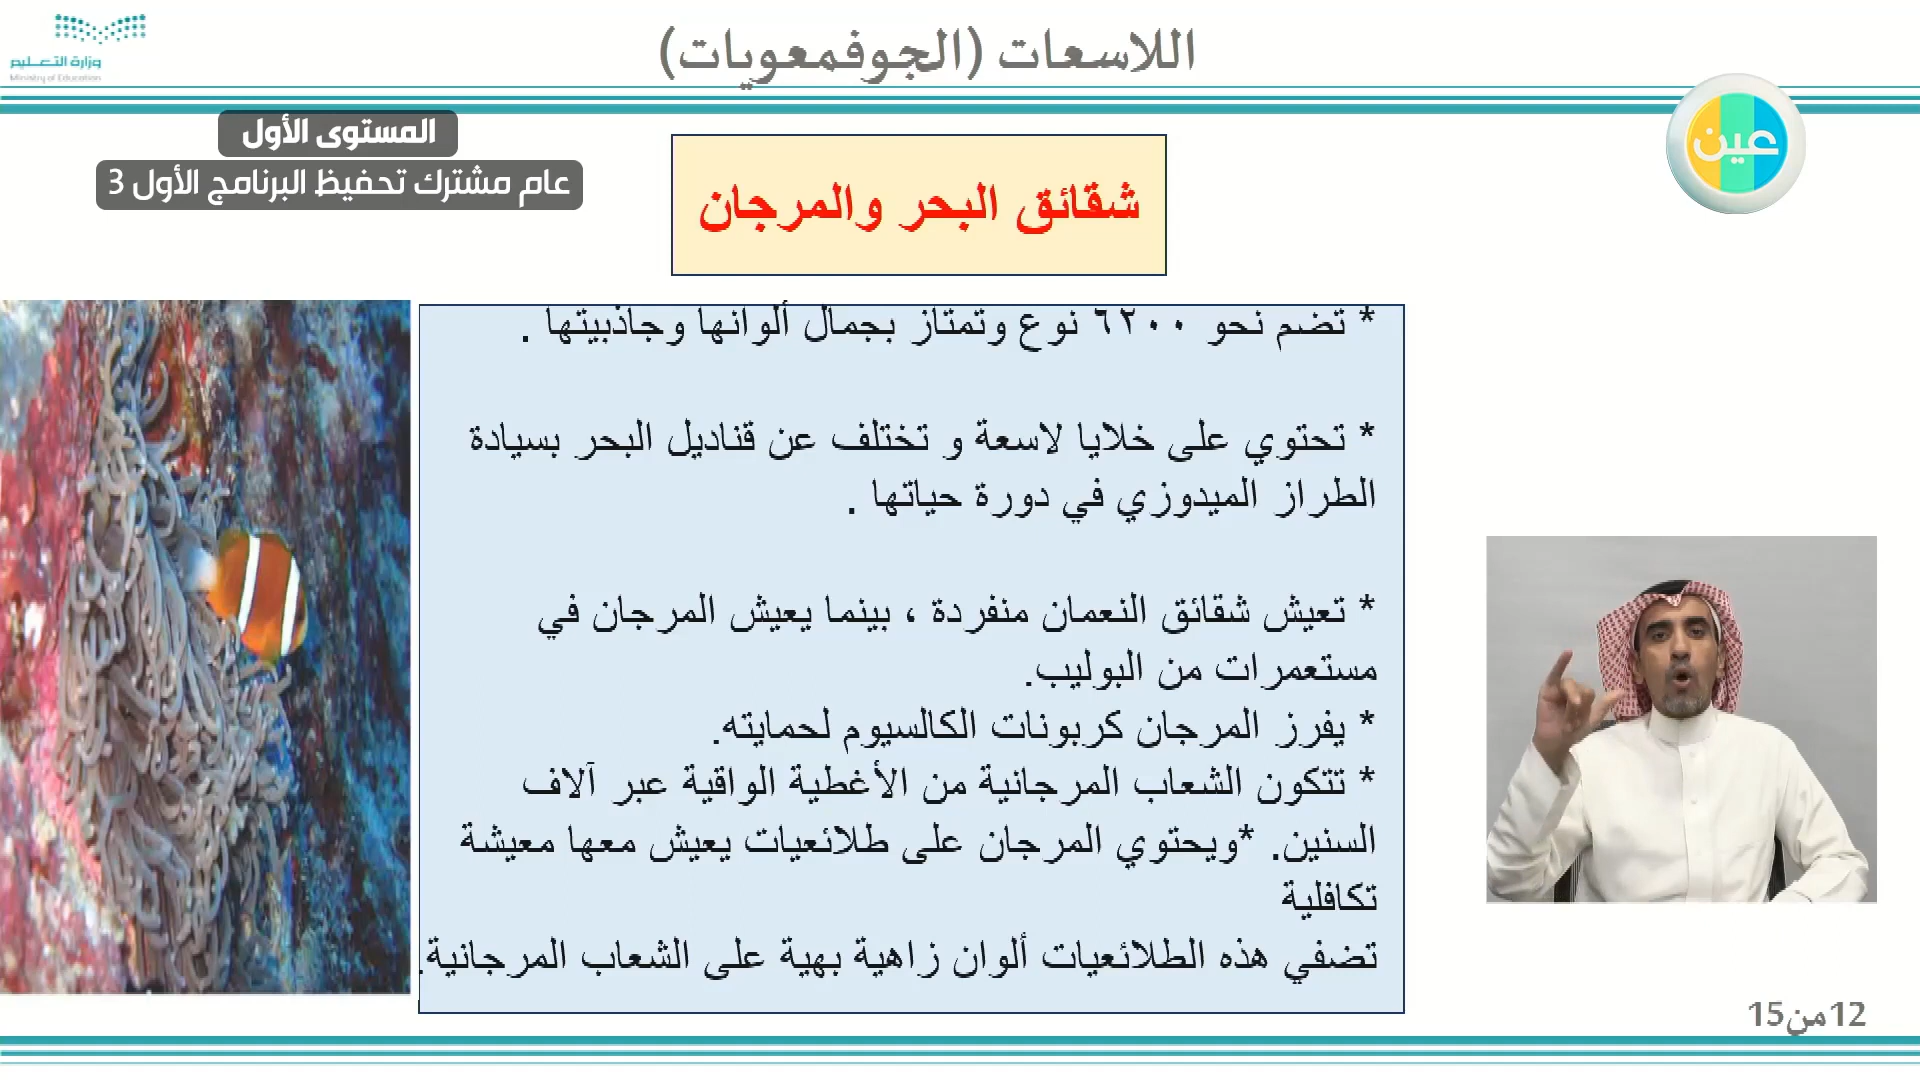 اللاسعات (الجوفمعويات)
وزارة التعليم
Ministry of Education
عين
المستوى الأول
عام مشترك تحفيظ البرنامج الأول 3
شقائق البحر والمرجان
* تضم نحو ٦٢٠٠ نوع وتمتاز بجمال ألوانها وجاذبيتها .
* تحتوي على خلايا لاسعة و تختلف عن قناديل البحر بسيادة
الطراز الميدوزي في دورة حياتها .
* تعيش شقائق النعمان منفردة ، بينما يعيش المرجان في
مستعمرات من البوليب.
* يفرز المرجان كربونات الكالسيوم لحمايته.
* تتكون الشعاب المرجانية من الأغطية الواقية عبر آلاف
السنين. *ويحتوي المرجان على طلائعيات يعيش معها معيشة
تكافلية
تضفي هذه الطلائعيات ألوان زاهية بهية على الشعاب المرجانية.
12من15